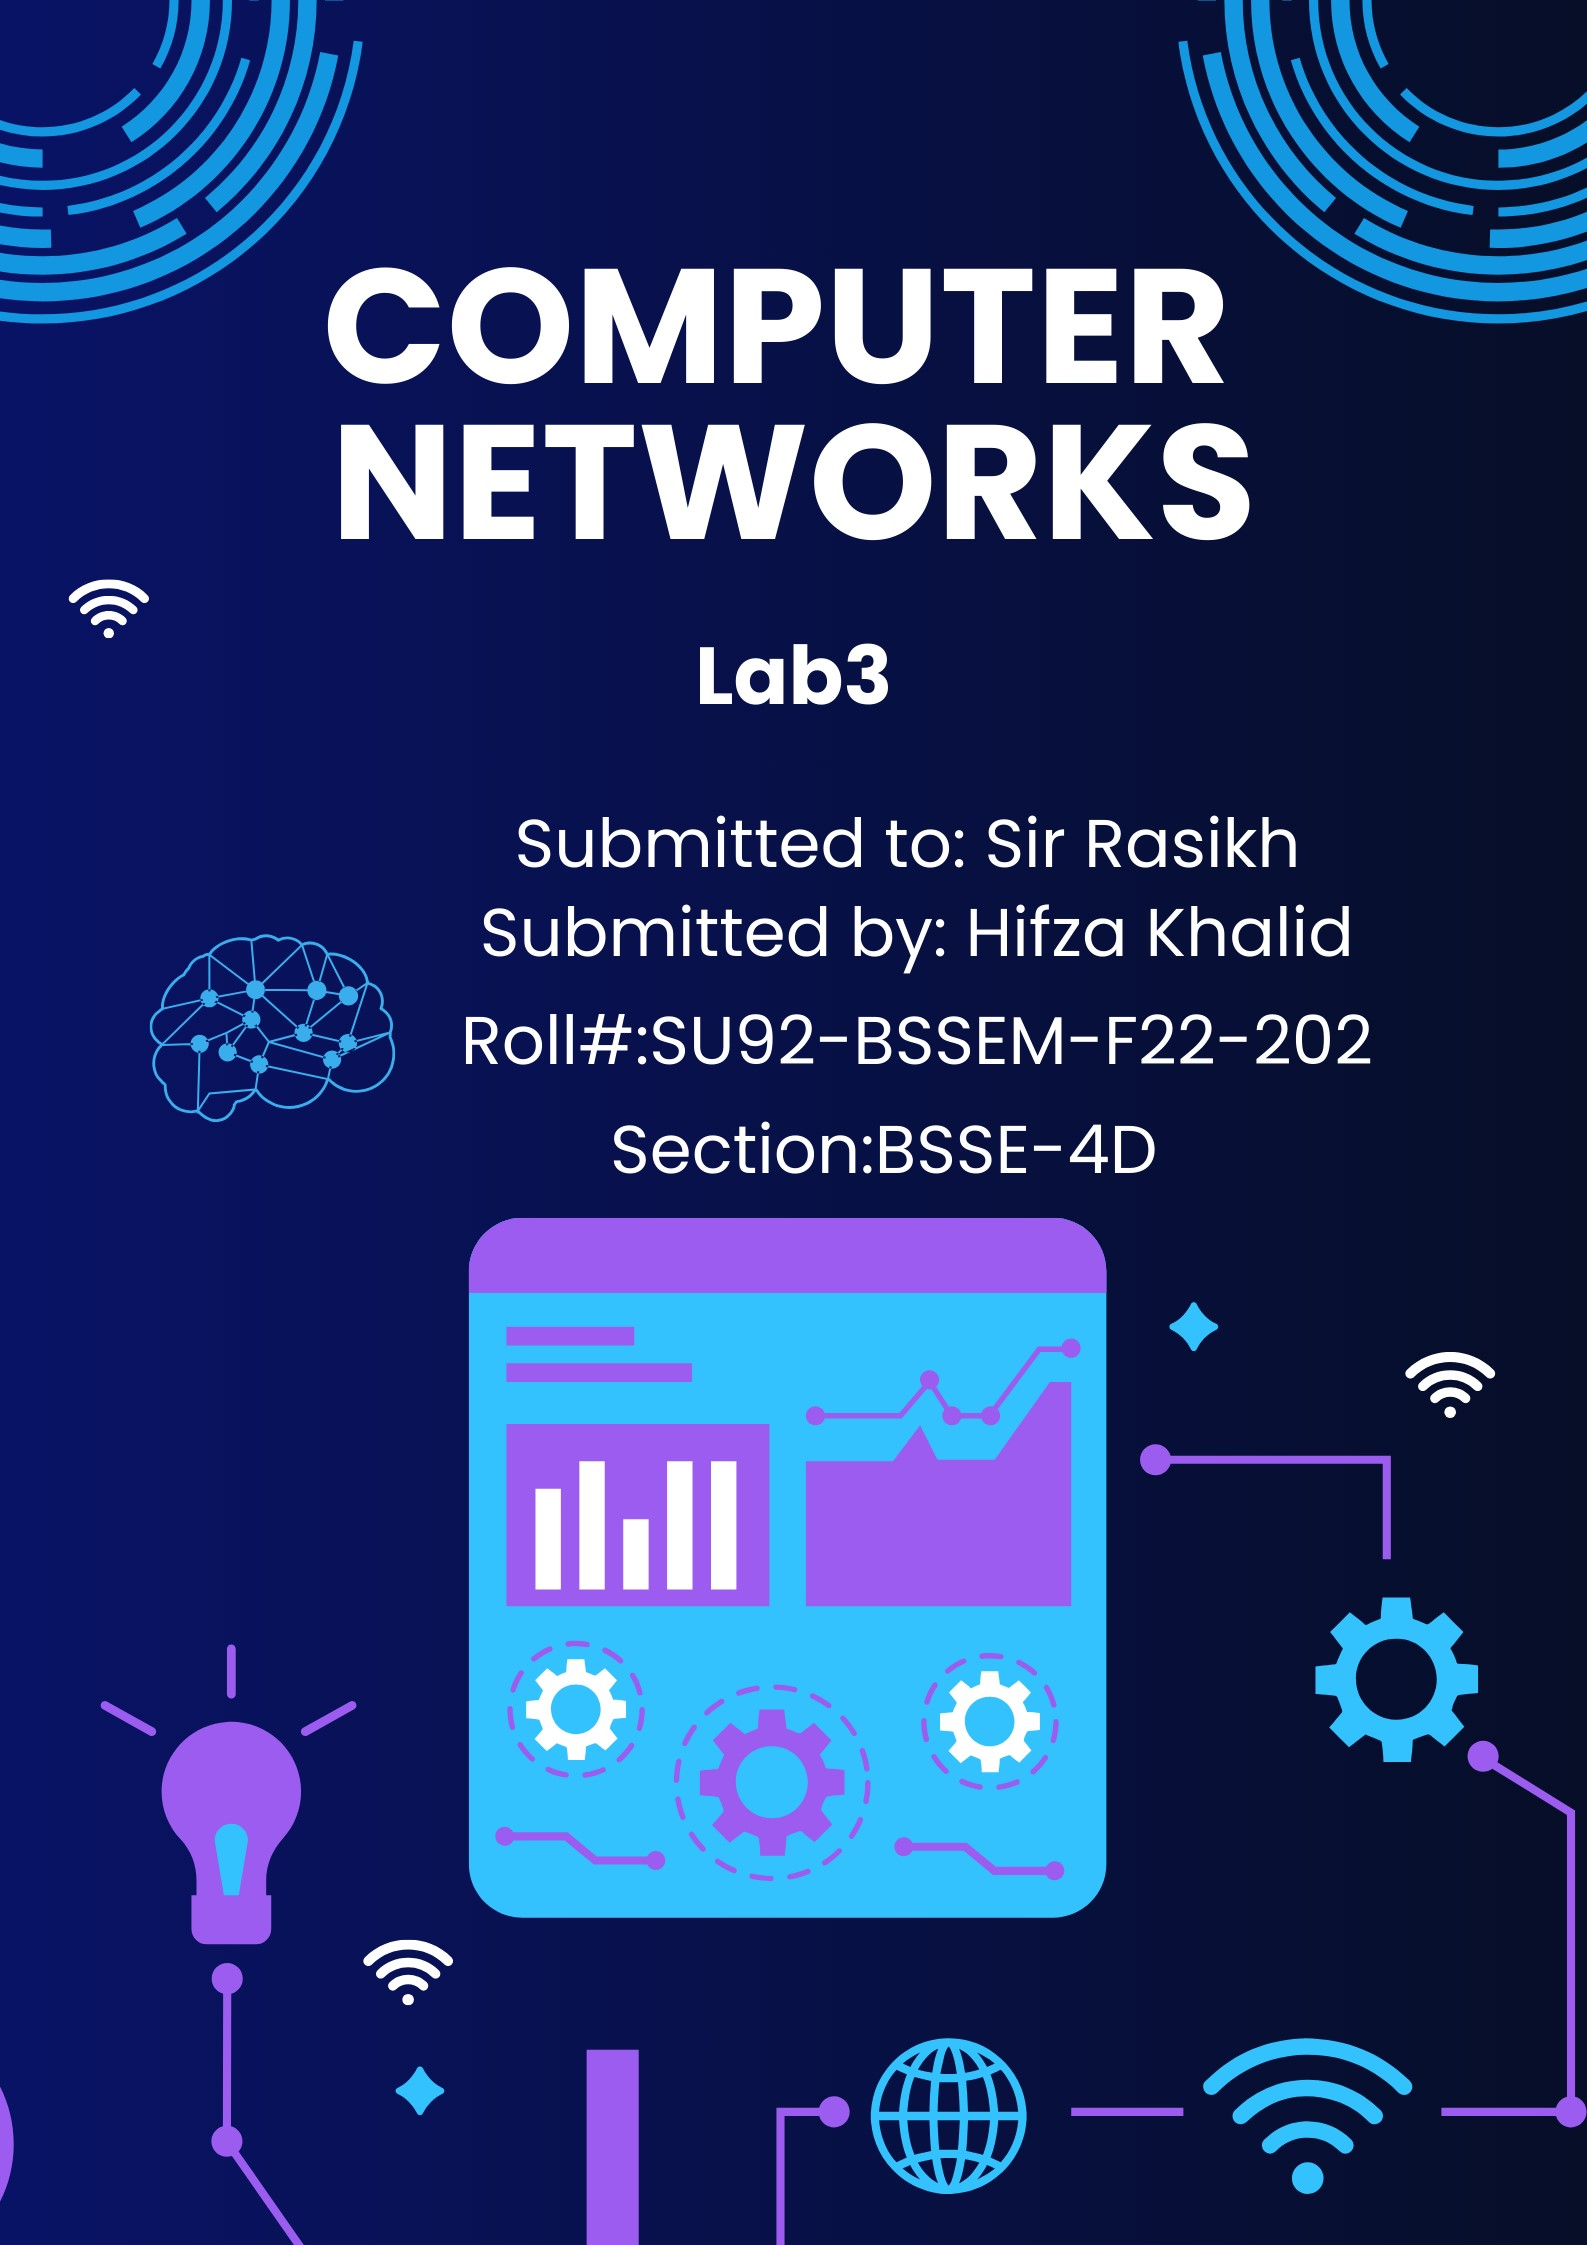 COMPUTER
NETWORKS
Lab3
Submitted to: Sir Rasikh
Submitted by: Hifza Khalid
Roll#:SU92-BSSEM-F22-202
Section:BSSE-4D